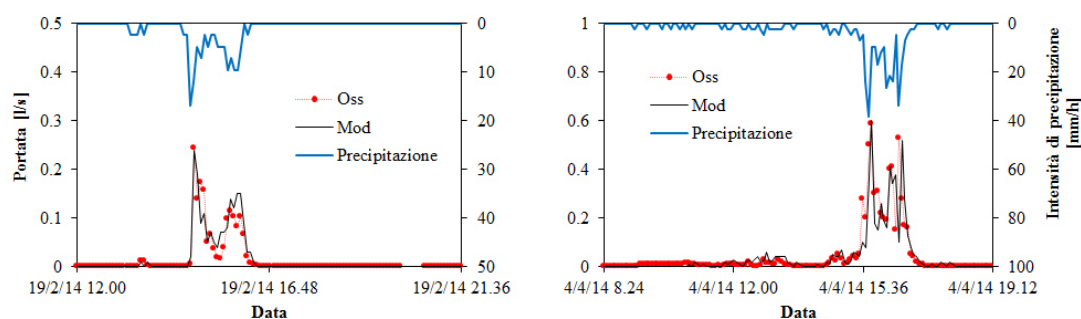 Portata [l/s]
0.5
0.4
0.3
0.2
0.1
0
0
10
20
30
40
50
Oss
Mod
Precipitazione
19/2/14 12.00
19/2/14 16.48
19/2/14 21.36
Data
1
0.8
0.6
0.4
0.2
0
0
20
40
60
80
100
Intensità di precipitazione
[mm/h]
Oss
Mod
Precipitazione
4/4/14 8.24
4/4/14 12.00
4/4/14 15.36
4/4/14 19.12
Data